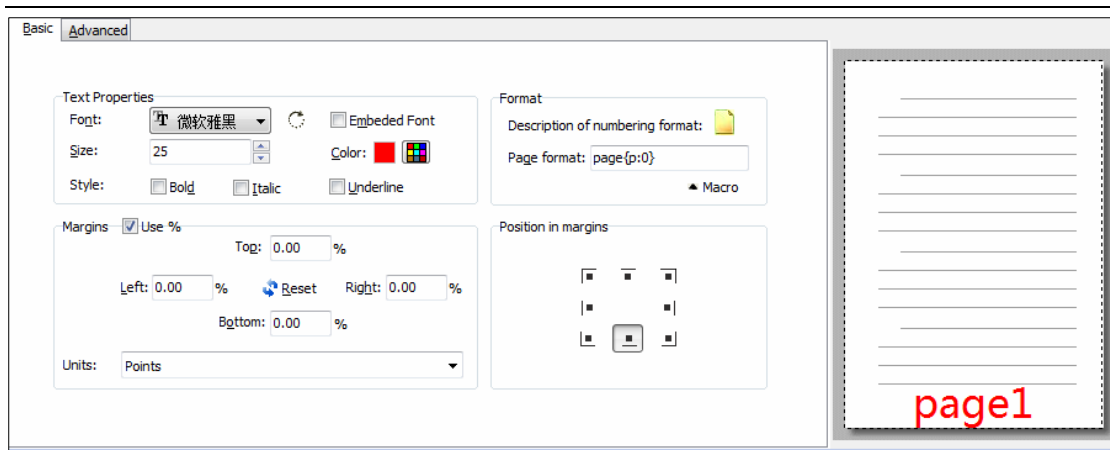 Basic Advanced
Text Properties
Font: 微软雅黑 Embeded Font
Size: 25 Color:
Style: Bold Italic Underline
Margins Use %
Top: 0.00 %
Left: 0.00 % Reset Right: 0.00 %
Bottom: 0.00 %
Units: Points
Format
Description of numbering format:
Page format: page{p:0}
Macro
Position in margins
page1